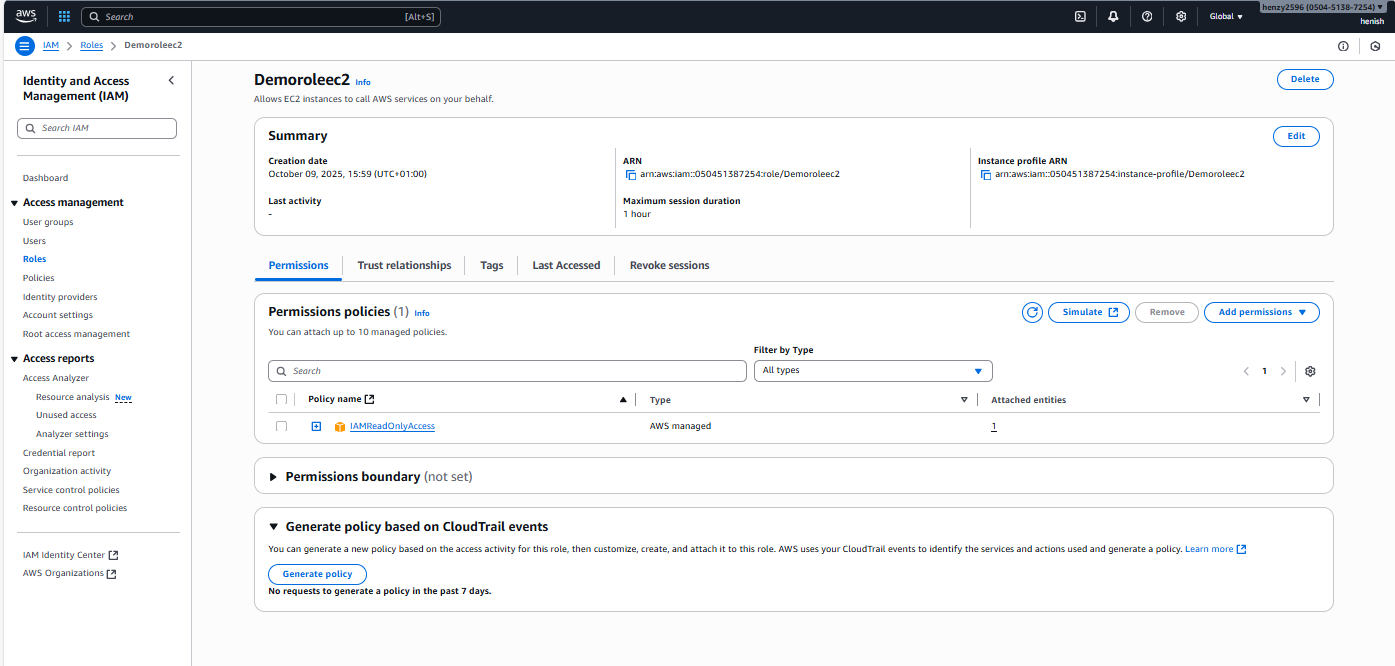 aws
Search [Alt+S]
Global
henzy2596 (0504-5138-7254)
henish
IAM
Roles
Demoroleec2
Identity and Access
Management (IAM)
Search IAM
Dashboard
Access management
User groups
Users
Roles
Policies
Identity providers
Account settings
Root access management
Access reports
Access Analyzer
Resource analysis New
Unused access
Analyzer settings
Credential report
Organization activity
Service control policies
Resource control policies
IAM Identity Center
AWS Organizations
Demoroleec2 Info
Delete
Allows EC2 instances to call AWS services on your behalf.
Summary
Edit
Creation date
October 09, 2025, 15:59 (UTC+01:00)
Last activity
-
ARN
arn:aws:iam::050451387254:role/Demoroleec2
Maximum session duration
1 hour
Instance profile ARN
arn:aws:iam::050451387254:instance-profile/Demoroleec2
Permissions
Trust relationships
Tags
Last Accessed
Revoke sessions
Permissions policies (1) Info
Simulate
Remove
Add permissions
You can attach up to 10 managed policies.
Filter by Type
Search
All types
1
Policy name
Type
Attached entities
IAMReadOnlyAccess
AWS managed
1
Permissions boundary (not set)
Generate policy based on CloudTrail events
You can generate a new policy based on the access activity for this role, then customize, create, and attach it to this role. AWS uses your CloudTrail events to identify the services and actions used and generate a policy. Learn more
Generate policy
No requests to generate a policy in the past 7 days.